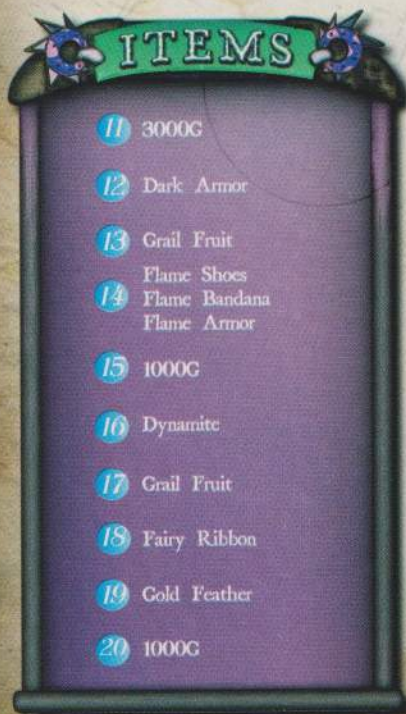 ITEMS
11 3000G
12 Dark Armor
13 Grail Fruit
Flame Shoes
14 Flame Bandana
Flame Armor
15 1000G
16 Dynamite
17 Grail Fruit
18 Fairy Ribbon
19 Gold Feather
20 1000G